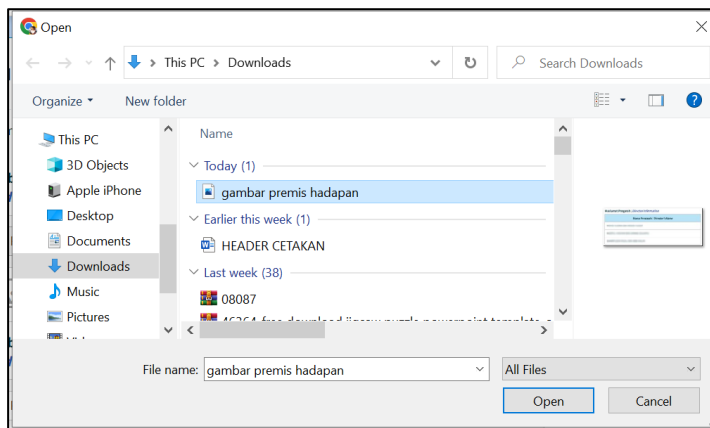 Open
This PC > Downloads
Search Downloads
Organize
New folder
This PC
3D Objects
Apple iPhone
Desktop
Documents
Downloads
Music
Pictures
Name
Today (1)
gambar premis hadapan
Earlier this week (1)
HEADER CETAKAN
Last week (38)
08087
File name: gambar premis hadapan
All Files
Open
Cancel